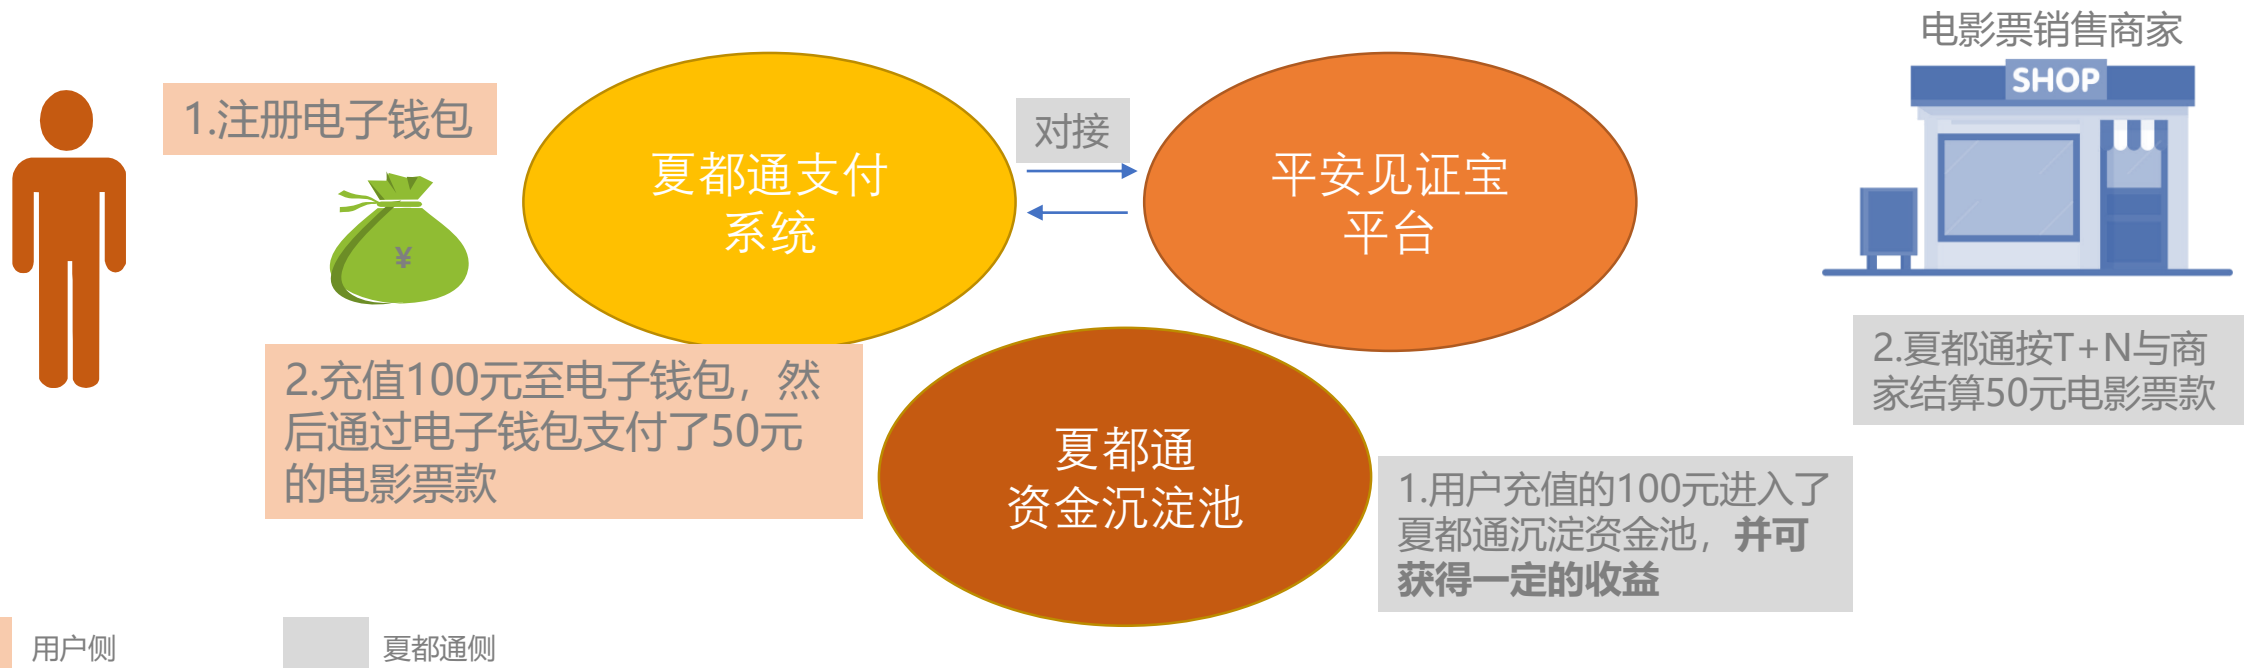 电影票销售商家
SHOP
1.注册电子钱包
¥
夏都通支付
系统
对接
平安见证宝
平台
2.充值100元至电子钱包，然
后通过电子钱包支付了50元
的电影票款
2.夏都通按T+N与商
家结算50元电影票款
夏都通
资金沉淀池
1.用户充值的100元进入了
夏都通沉淀资金池，并可
获得一定的收益
用户侧
夏都通侧